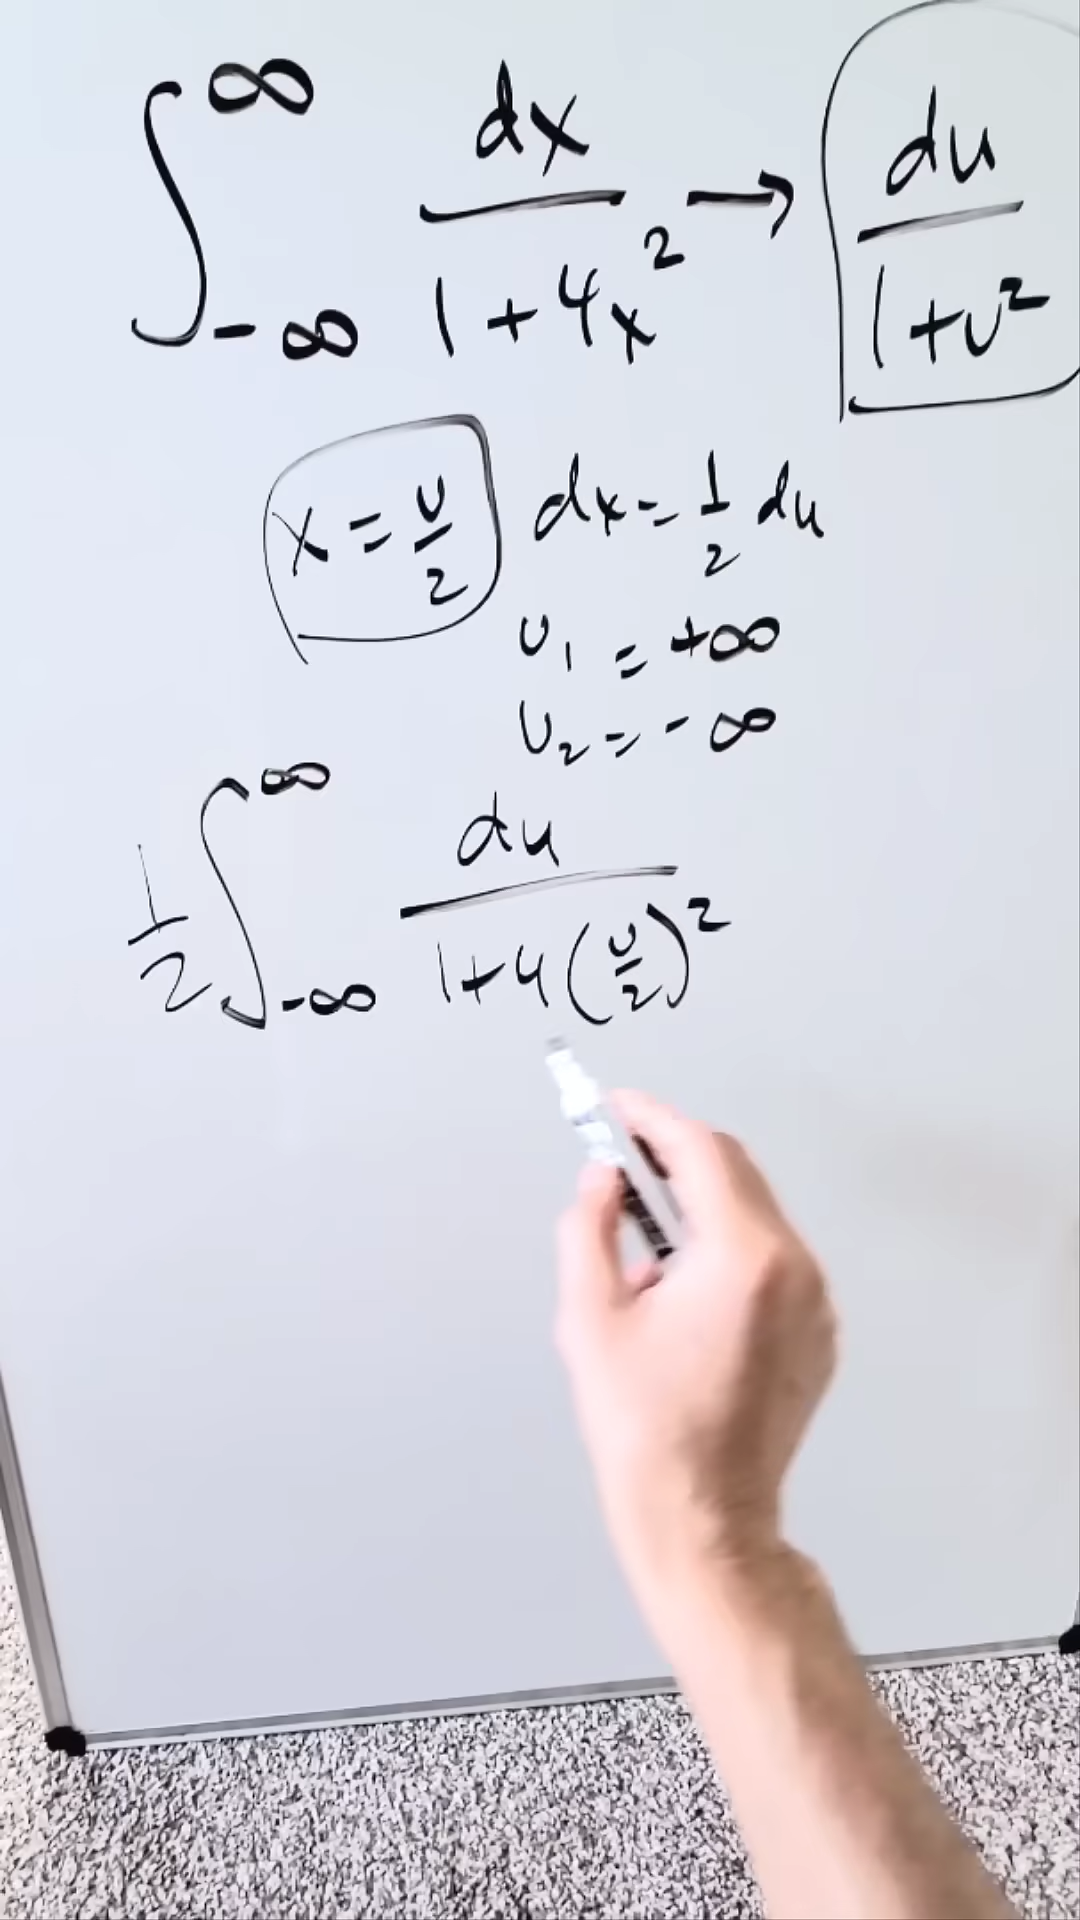 ∫_{-∞}^{∞} dx/(1+4x²) → du/(1+u²)
x = u/2 dx = 1/2 du
u₁ = +∞
u₂ = -∞
1/2 ∫_{-∞}^{∞} du/(1+4(u/2)²)